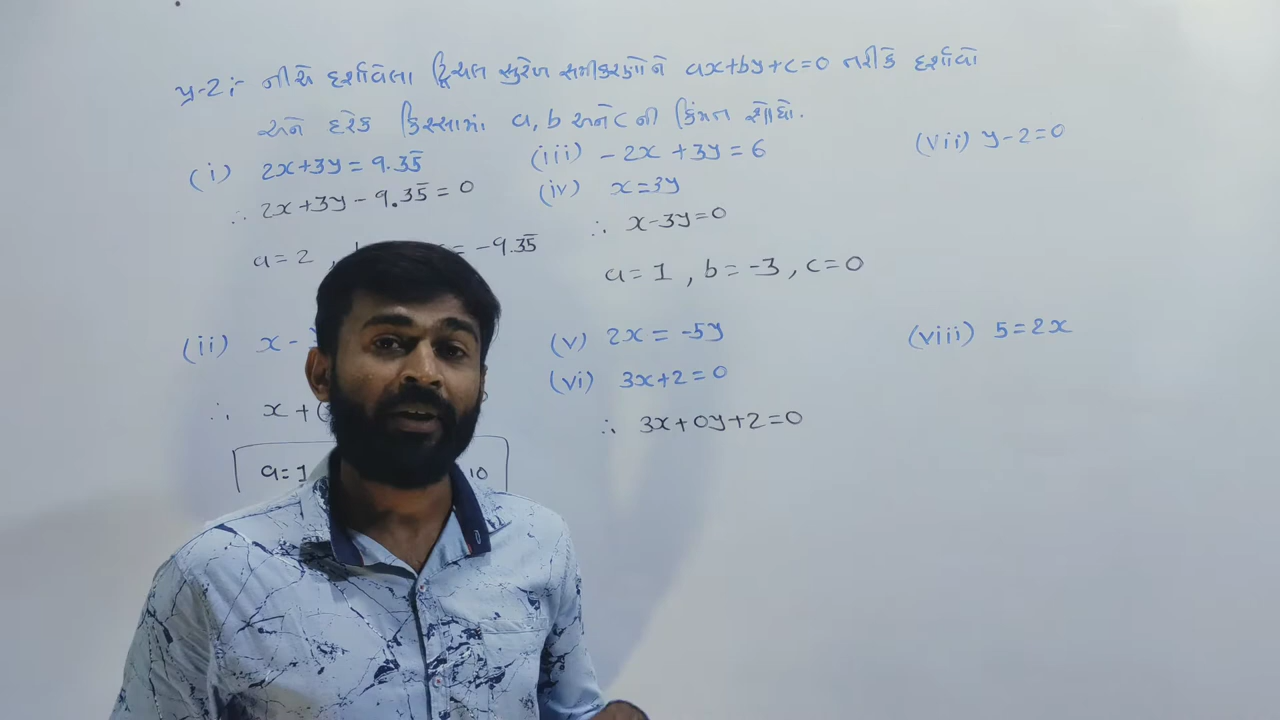 પ્ર-2:- નીચે દર્શાવેલા દ્વિચલ સુરેખ સમીકરણોને ax+by+c=0 તરીકે દર્શાવો
અને દરેક કિસ્સામાં a, b અને c ની કિંમત શોધો.
(i) 2x+3y = 9.35̅
∴ 2x+3y - 9.35̅ = 0
a = 2 , = -9.35̅
(ii) x -
∴ x + (
a=1 10
(iii) -2x +3y = 6
(iv) x=3y
∴ x-3y=0
a= 1 , b = -3 , c=0
(v) 2x = -5y
(vi) 3x+2 = 0
∴ 3x+0y+2=0
(vii) y-2=0
(viii) 5=2x